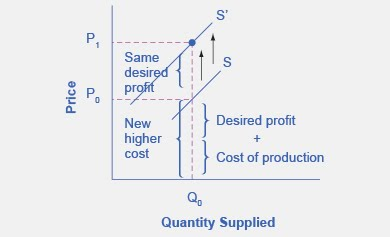 S'
P₁
Same
desired
profit
S
P₀
Price
New
higher
cost
Desired profit
+
Cost of production
Q₀
Quantity Supplied